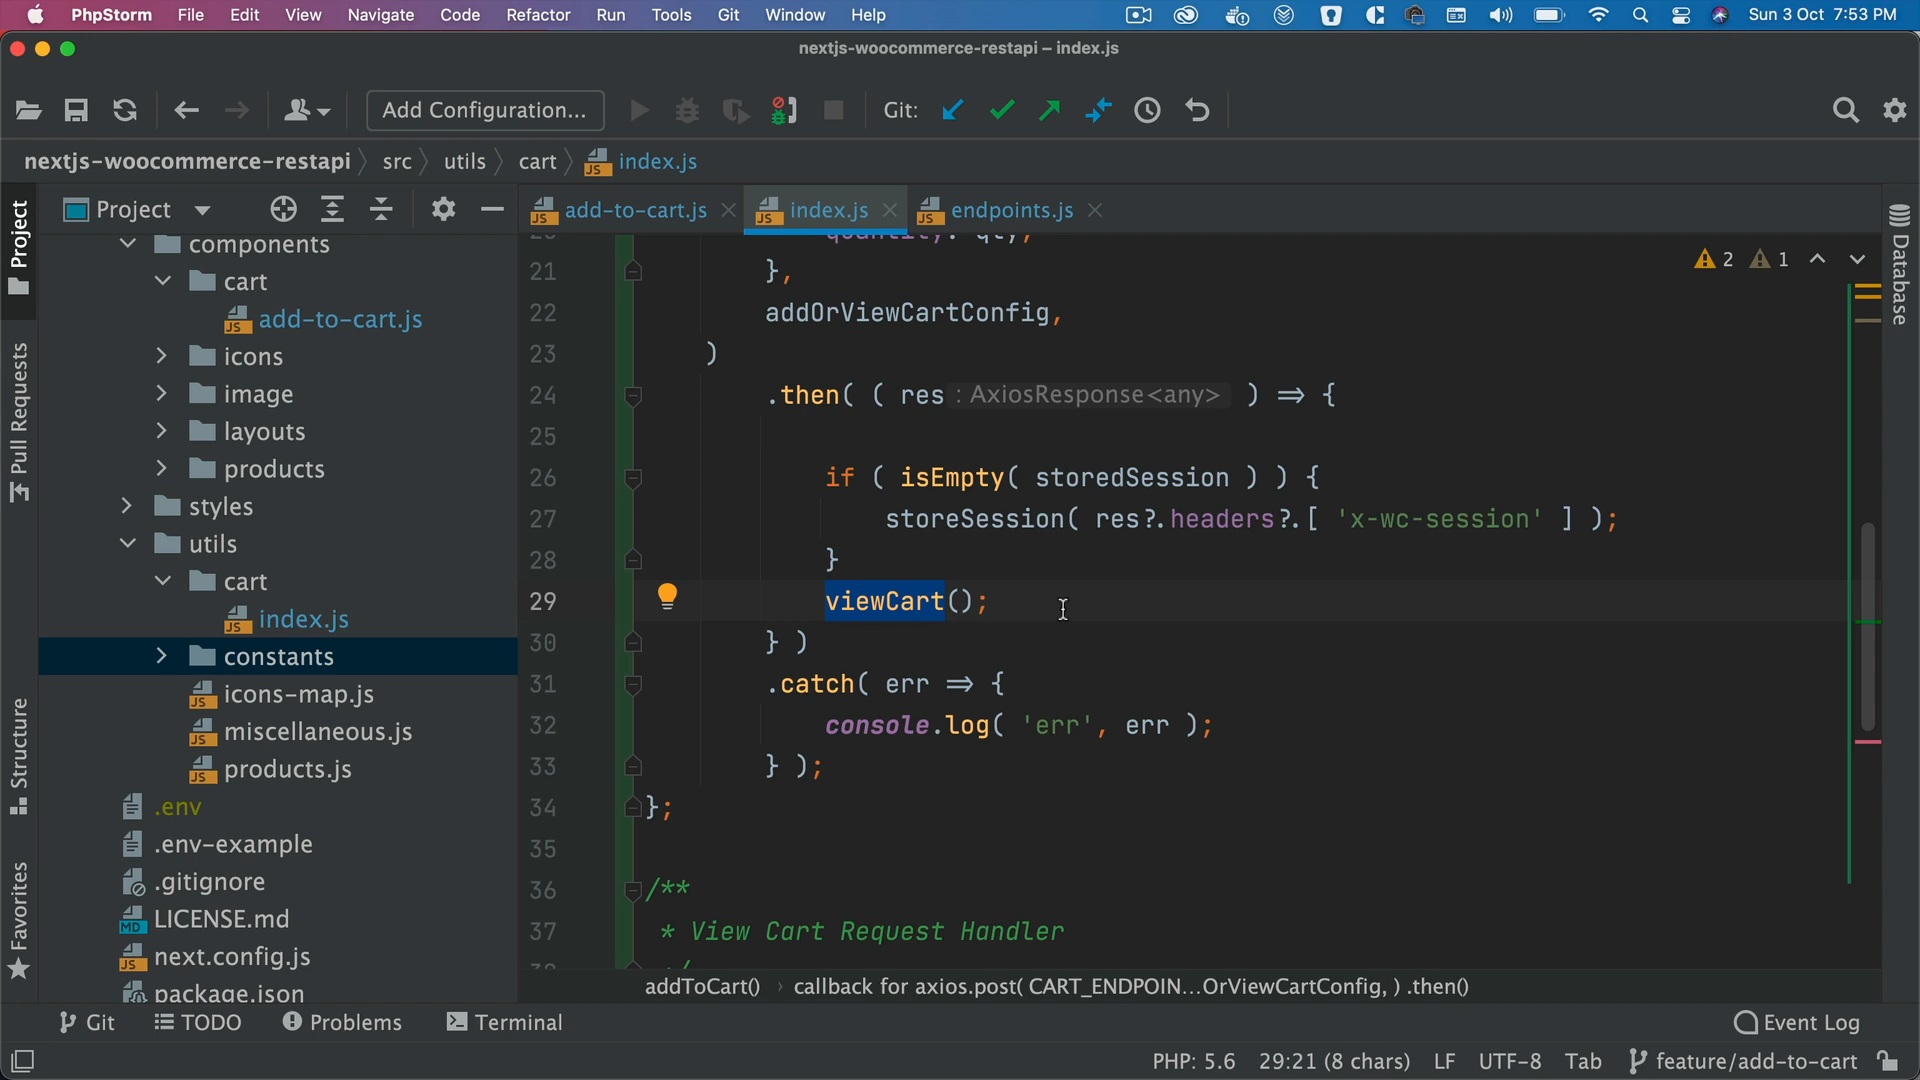 PhpStorm File Edit View Navigate Code Refactor Run Tools Git Window Help Sun 3 Oct 7:53 PM
nextjs-woocommerce-restapi – index.js
Add Configuration... Git:
nextjs-woocommerce-restapi src utils cart index.js
Project
add-to-cart.js index.js endpoints.js
Project
Pull Requests
Structure
Favorites
components
cart
add-to-cart.js
icons
image
layouts
products
styles
utils
cart
index.js
constants
icons-map.js
miscellaneous.js
products.js
.env
.env-example
.gitignore
LICENSE.md
next.config.js
package.json
2 1
Database
quantity: qty,
21 },
22 addOrViewCartConfig,
23 )
24 .then( ( res : AxiosResponse<any> ) => {
25
26 if ( isEmpty( storedSession ) ) {
27 storeSession( res?.headers?.[ 'x-wc-session' ] );
28 }
29 viewCart();
30 } )
31 .catch( err => {
32 console.log( 'err', err );
33 } );
34 };
35
36 /**
37 * View Cart Request Handler
addToCart() callback for axios.post( CART_ENDPOIN...OrViewCartConfig, ) .then()
Git TODO Problems Terminal Event Log
PHP: 5.6 29:21 (8 chars) LF UTF-8 Tab feature/add-to-cart